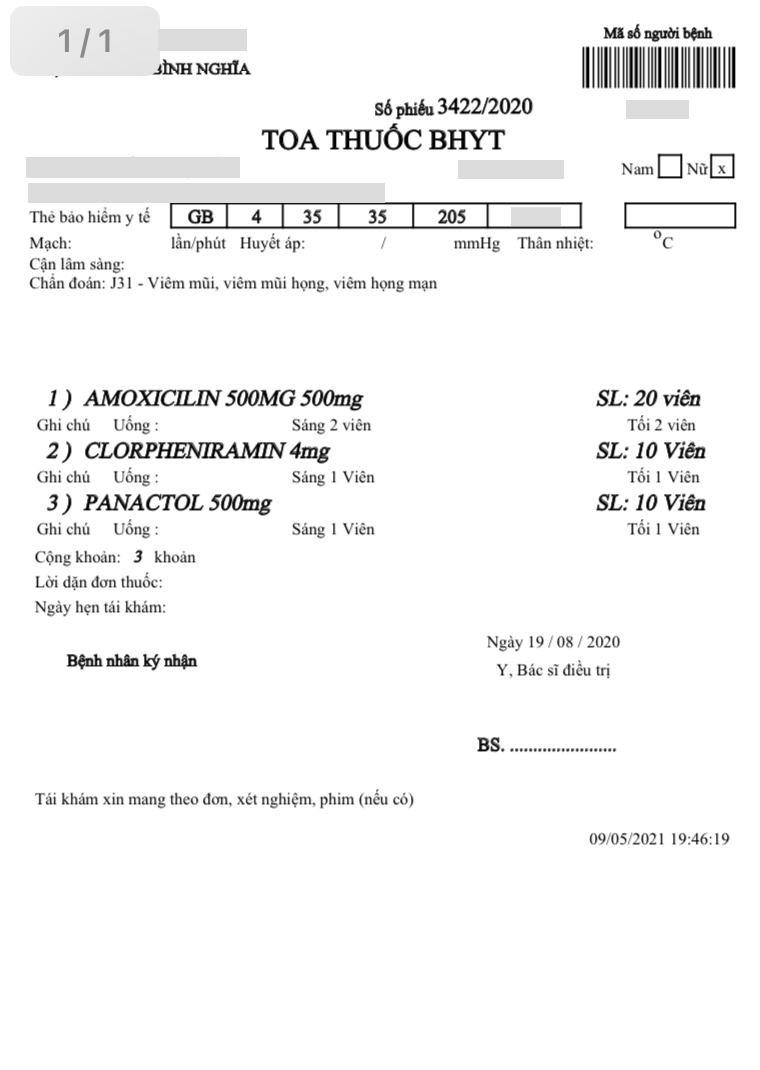 1/1
Mã số người bệnh
BÌNH NGHĨA
Số phiếu 3422/2020
TOA THUỐC BHYT
Nam Nữ x
Thẻ bảo hiểm y tế GB 4 35 35 205
Mạch: lần/phút Huyết áp: / mmHg Thân nhiệt: °C
Cận lâm sàng:
Chẩn đoán: J31 - Viêm mũi, viêm mũi họng, viêm họng mạn
1 ) AMOXICILIN 500MG 500mg SL: 20 viên
Ghi chú Uống : Sáng 2 viên Tối 2 viên
2 ) CLORPHENIRAMIN 4mg SL: 10 Viên
Ghi chú Uống : Sáng 1 Viên Tối 1 Viên
3 ) PANACTOL 500mg SL: 10 Viên
Ghi chú Uống : Sáng 1 Viên Tối 1 Viên
Cộng khoản: 3 khoản
Lời dặn đơn thuốc:
Ngày hẹn tái khám:
Ngày 19 / 08 / 2020
Bệnh nhân ký nhận
Y, Bác sĩ điều trị
BS. .......................
Tái khám xin mang theo đơn, xét nghiệm, phim (nếu có)
09/05/2021 19:46:19